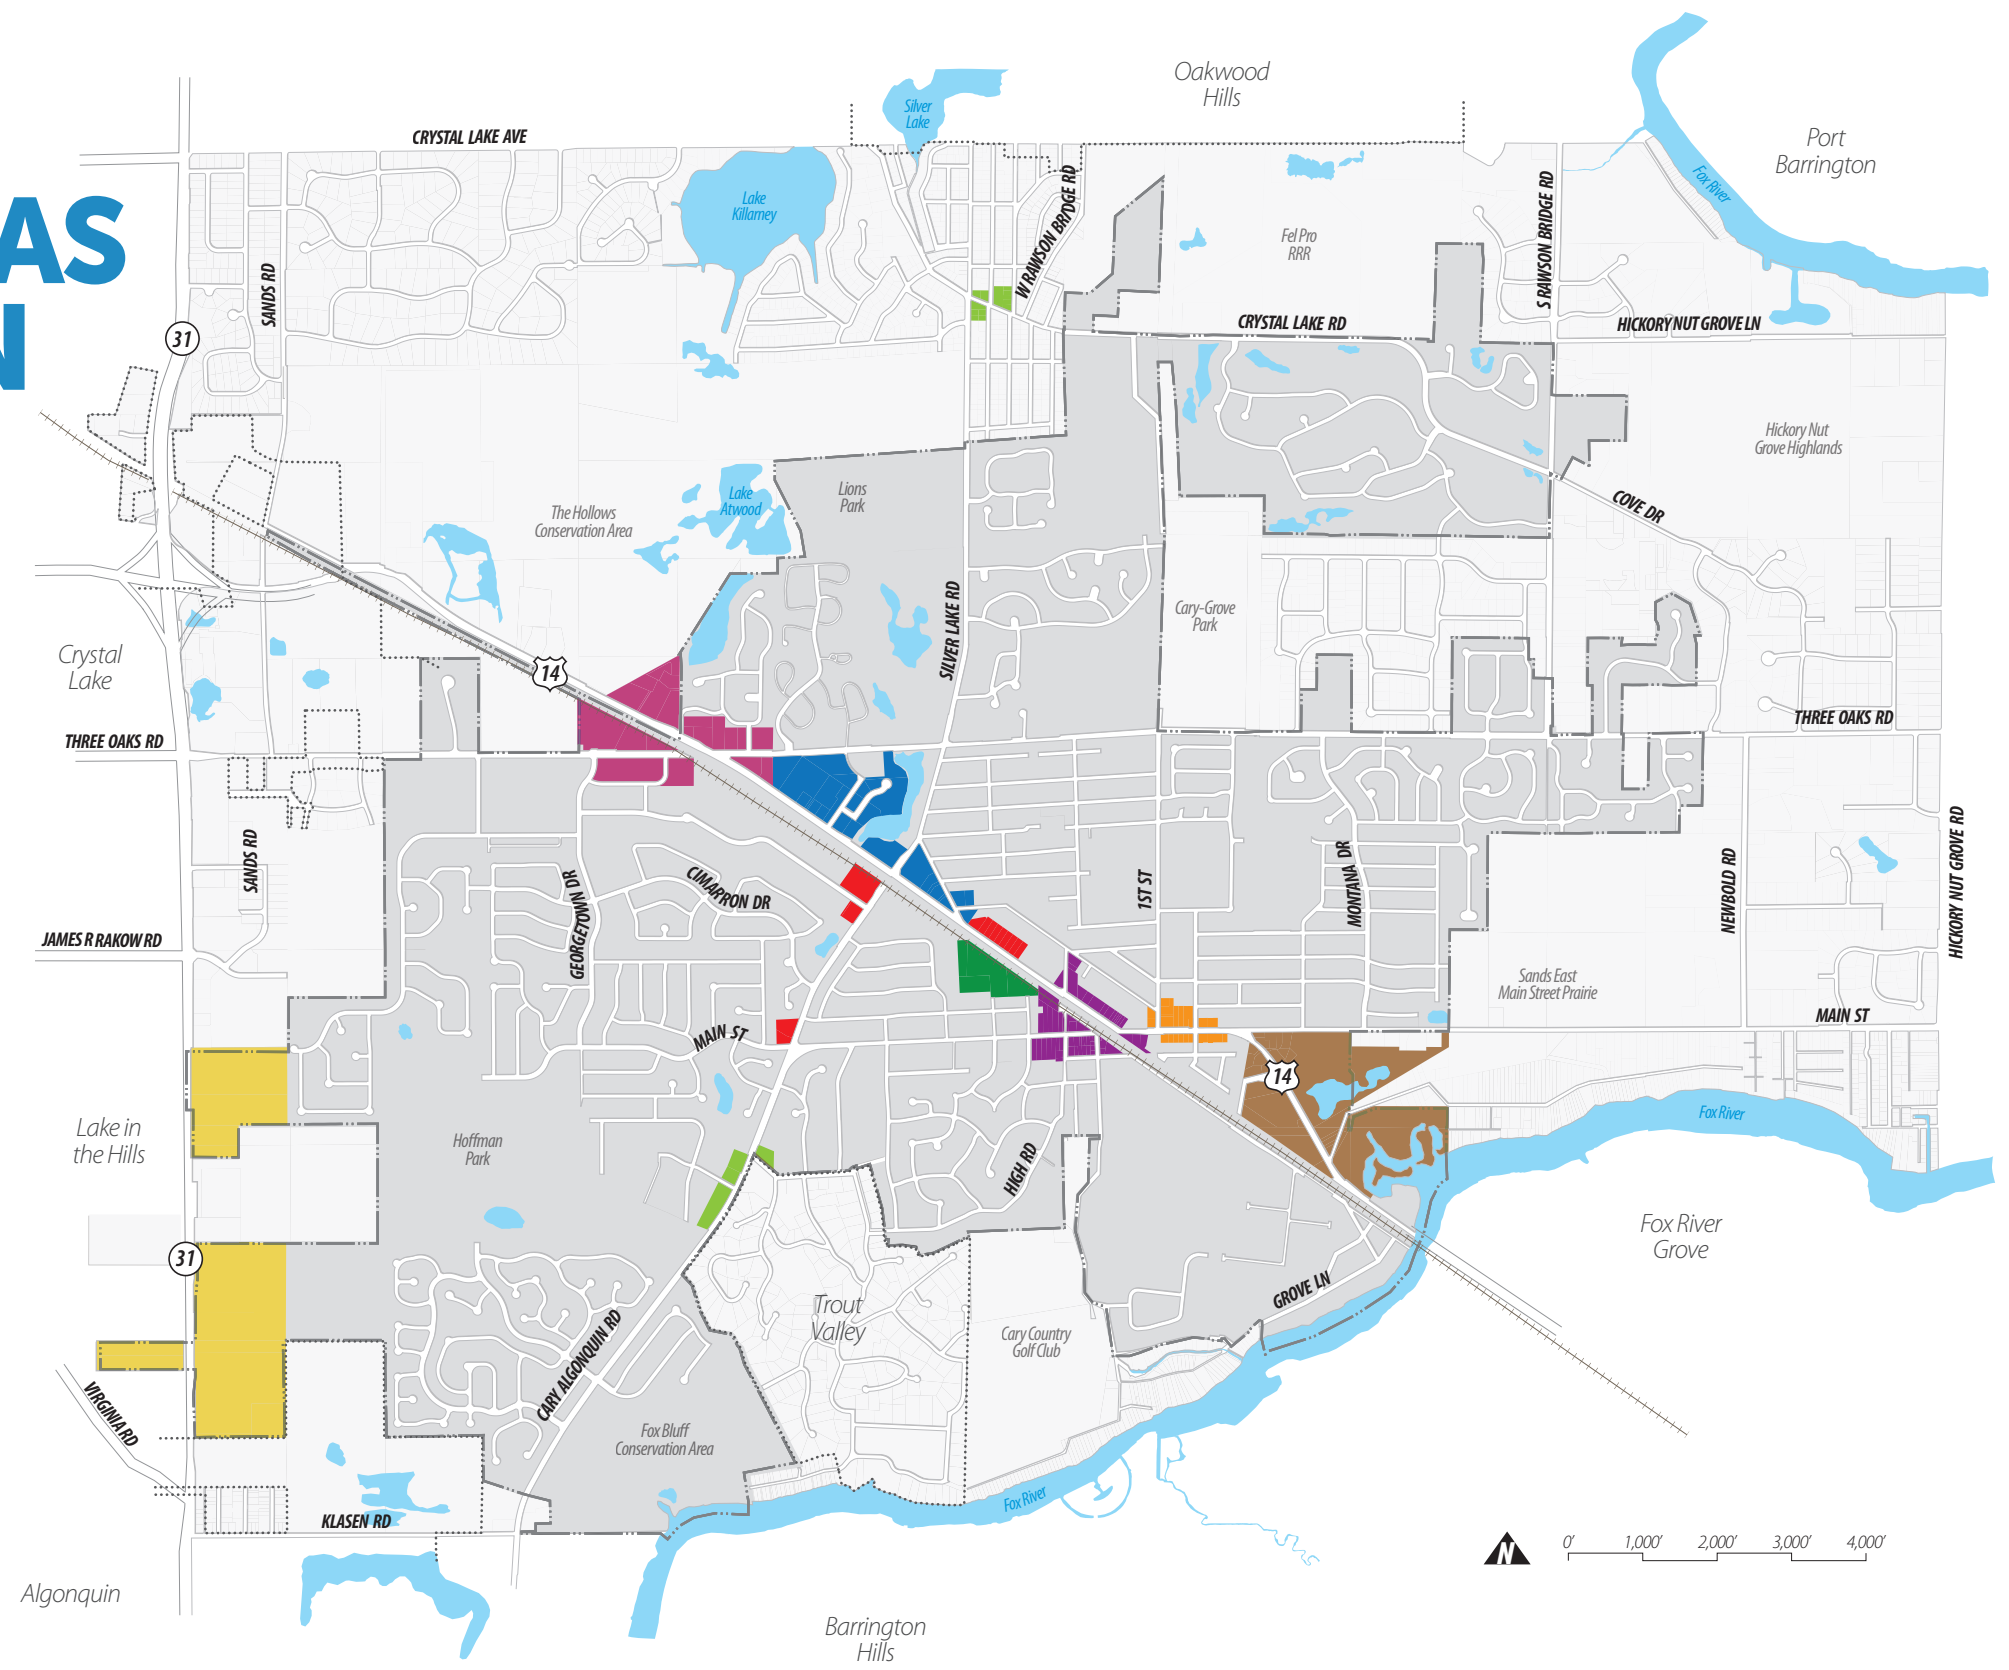 AS
N
Oakwood
Hills
Port
Barrington
Silver
Lake
CRYSTAL LAKE AVE
Fox River
Lake
Killarney
W RAWSON BRIDGE RD
S RAWSON BRIDGE RD
Fel Pro
RRR
SANDS RD
31
CRYSTAL LAKE RD
HICKORY NUT GROVE LN
Hickory Nut
Grove Highlands
Lions
Park
Lake
Atwood
The Hollows
Conservation Area
COVE DR
SILVER LAKE RD
Cary-Grove
Park
Crystal
Lake
14
THREE OAKS RD
THREE OAKS RD
SANDS RD
GEORGETOWN DR
CIMARRON DR
1ST ST
MONTANA DR
NEWBOLD RD
HICKORY NUT GROVE RD
JAMES R RAKOW RD
Sands East
Main Street Prairie
MAIN ST
MAIN ST
14
Fox River
Lake in
the Hills
Hoffman
Park
HIGH RD
Fox River
Grove
31
GROVE LN
Trout
Valley
Cary Country
Golf Club
CARY ALGONQUIN RD
VIRGINIA RD
Fox Bluff
Conservation Area
Fox River
KLASEN RD
N
0' 1,000' 2,000' 3,000' 4,000'
Algonquin
Barrington
Hills